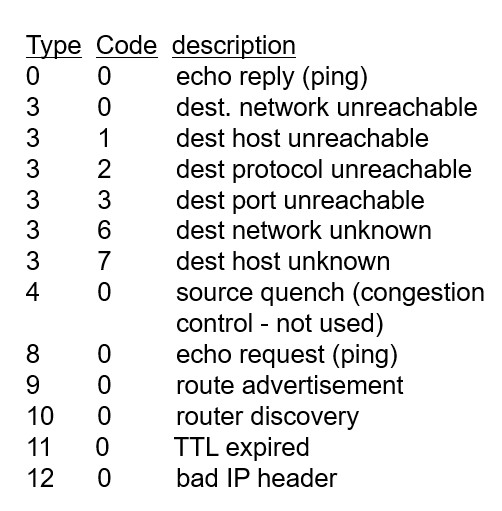 Type Code description
0 0 echo reply (ping)
3 0 dest. network unreachable
3 1 dest host unreachable
3 2 dest protocol unreachable
3 3 dest port unreachable
3 6 dest network unknown
3 7 dest host unknown
4 0 source quench (congestion
control - not used)
8 0 echo request (ping)
9 0 route advertisement
10 0 router discovery
11 0 TTL expired
12 0 bad IP header